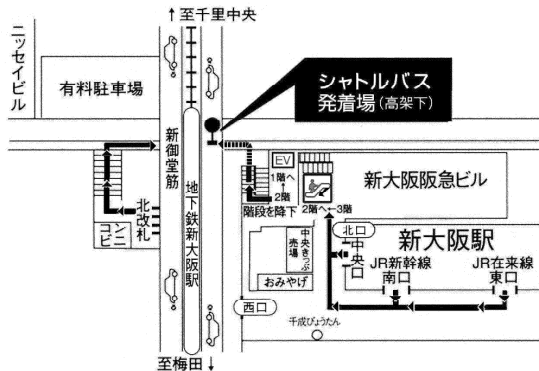 ↑至千里中央
ニッセイビル
有料駐車場
シャトルバス
発着場(高架下)
新御堂筋
地下鉄新大阪駅
EV
1階へ
↑
2階
階段を降下
2階へ←3階
新大阪阪急ビル
北改札
コンビニ
中央きっぷ売場
おみやげ
北口
中央口
新大阪駅
JR新幹線
南口
JR在来線
東口
西口
千成びょうたん
至梅田↓